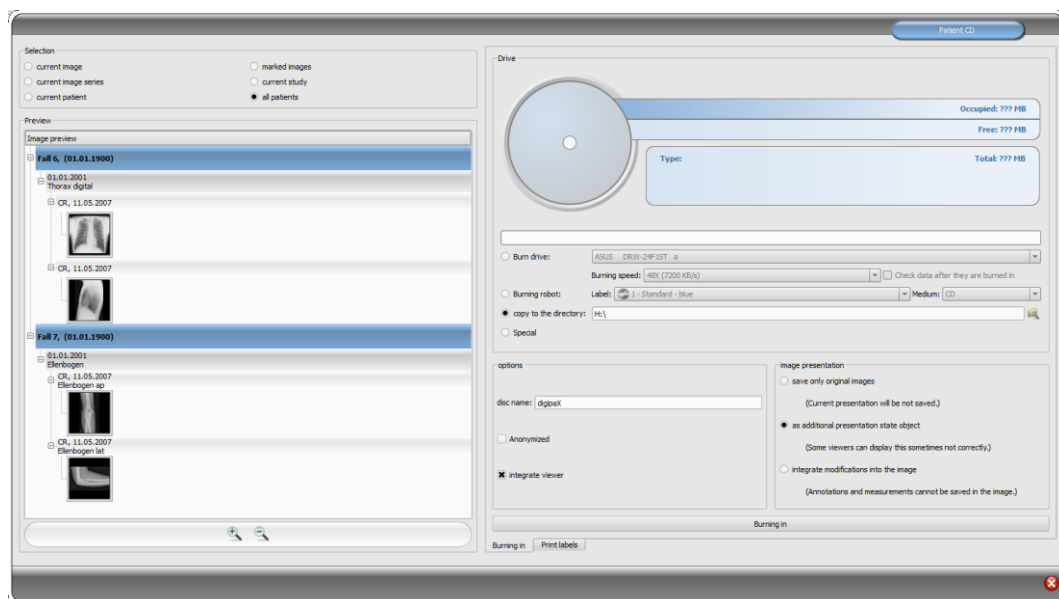 Patient CD
Selection
current image
marked images
current image series
current study
current patient
all patients
Preview
Image preview
Fall 6, (01.01.1900)
01.01.2001
Thorax digital
CR, 11.05.2007
CR, 11.05.2007
Fall 7, (01.01.1900)
01.01.2001
Ellenbogen
CR, 11.05.2007
Ellenbogen ap
CR, 11.05.2007
Ellenbogen lat
Drive
Occupied: ??? MB
Free: ??? MB
Type: Total: ??? MB
Burn drive: ASUS DRW-24F1ST a
Burning speed: 48X (7200 KB/s) Check data after they are burned in
Burning robot: Label: 1 - Standard - blue Medium: CD
copy to the directory: H:\
Special
options
disc name: digipaX
Anonymized
integrate viewer
image presentation
save only original images
(Current presentation will be not saved.)
as additional presentation state object
(Some viewers can display this sometimes not correctly.)
integrate modifications into the image
(Annotations and measurements cannot be saved in the image.)
Burning in
Burning in Print labels